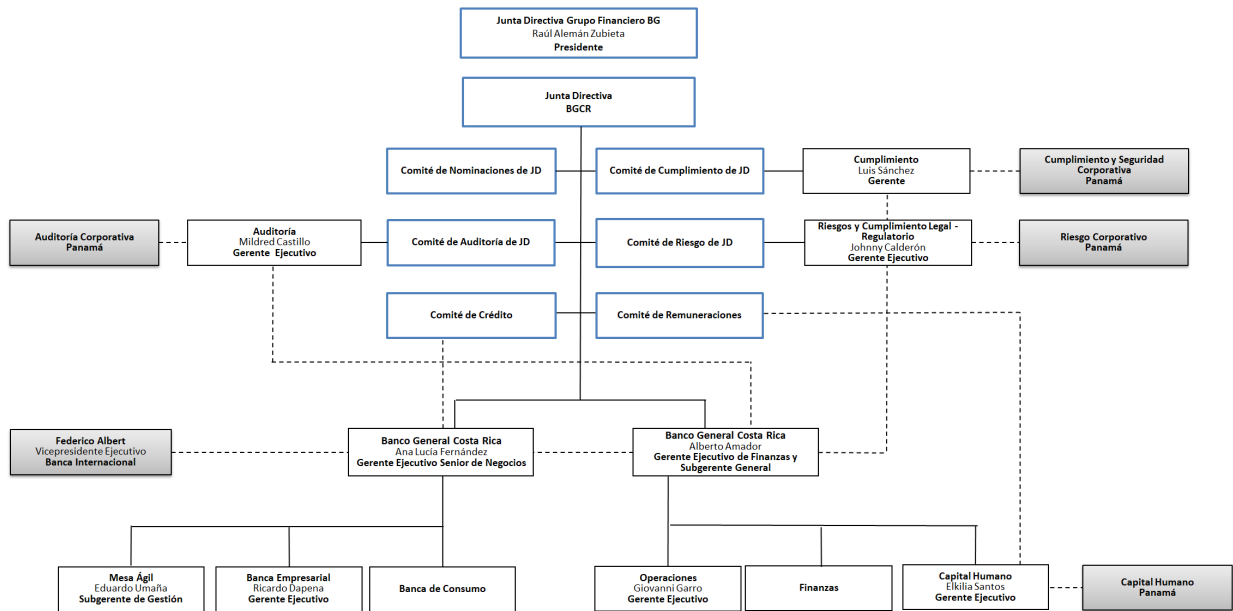 Junta Directiva Grupo Financiero BG
Raúl Alemán Zubieta
Presidente
Junta Directiva
BGCR
Comité de Nominaciones de JD
Comité de Cumplimiento de JD
Cumplimiento
Luis Sánchez
Gerente
Cumplimiento y Seguridad
Corporativa
Panamá
Auditoría Corporativa
Panamá
Auditoría
Mildred Castillo
Gerente Ejecutivo
Comité de Auditoría de JD
Comité de Riesgo de JD
Riesgos y Cumplimiento Legal -
Regulatorio
Johnny Calderón
Gerente Ejecutivo
Riesgo Corporativo
Panamá
Comité de Crédito
Comité de Remuneraciones
Federico Albert
Vicepresidente Ejecutivo
Banca Internacional
Banco General Costa Rica
Ana Lucía Fernández
Gerente Ejecutivo Senior de Negocios
Banco General Costa Rica
Alberto Amador
Gerente Ejecutivo de Finanzas y
Subgerente General
Mesa Ágil
Eduardo Umaña
Subgerente de Gestión
Banca Empresarial
Ricardo Dapena
Gerente Ejecutivo
Banca de Consumo
Operaciones
Giovanni Garro
Gerente Ejecutivo
Finanzas
Capital Humano
Elkilia Santos
Gerente Ejecutivo
Capital Humano
Panamá